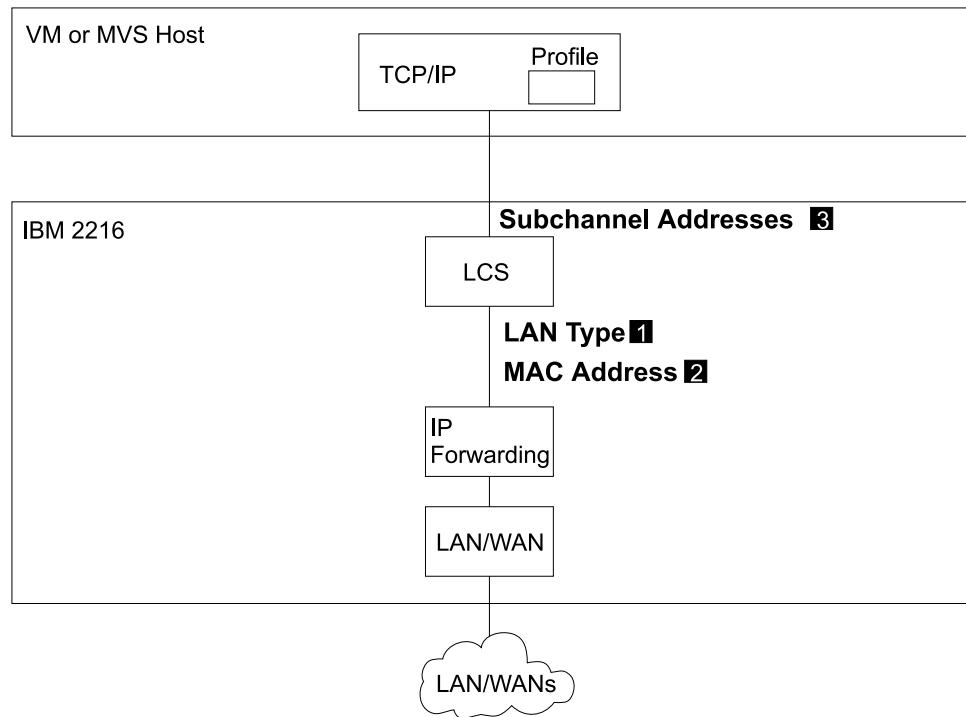 VM or MVS Host
Profile
TCP/IP
Subchannel Addresses 3
IBM 2216
LCS
LAN Type 1
MAC Address 2
IP
Forwarding
LAN/WAN
LAN/WANs